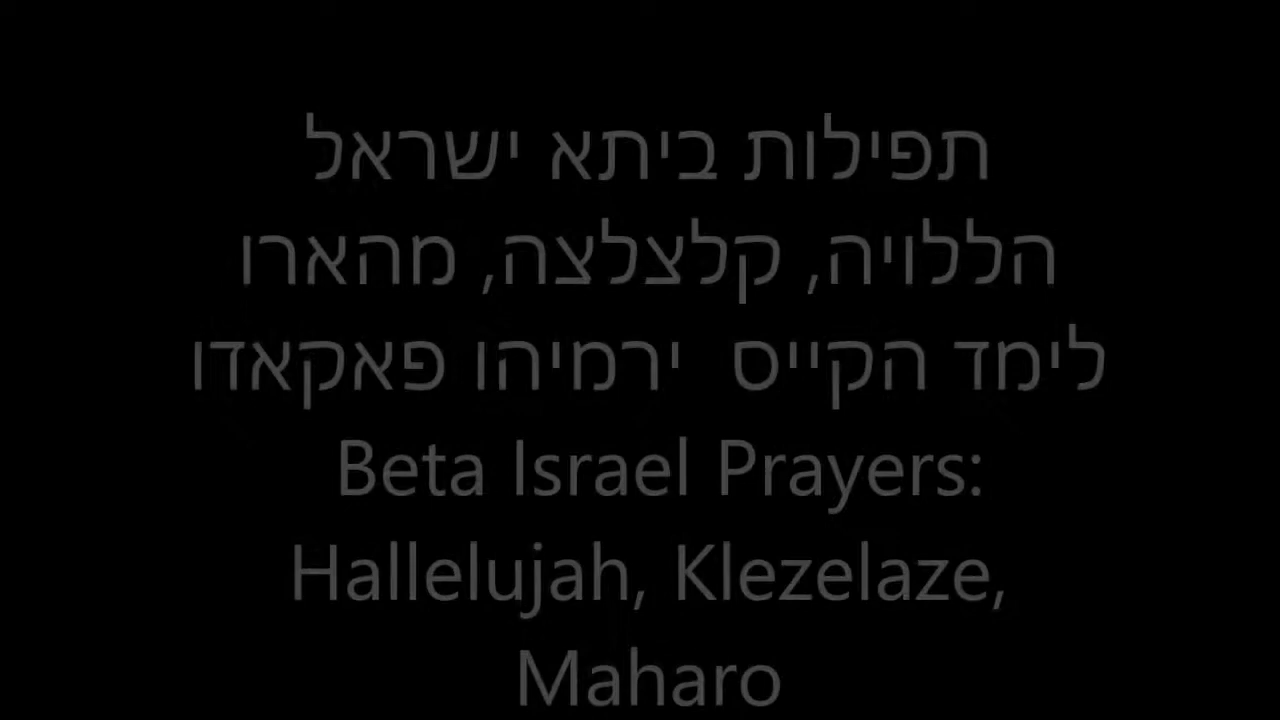 תפילות ביתא ישראל
הללויה, קלצלצה, מהארו
לימד הקייס ירמיהו פאקאדו
Beta Israel Prayers:
Hallelujah, Klezelaze,
Maharo